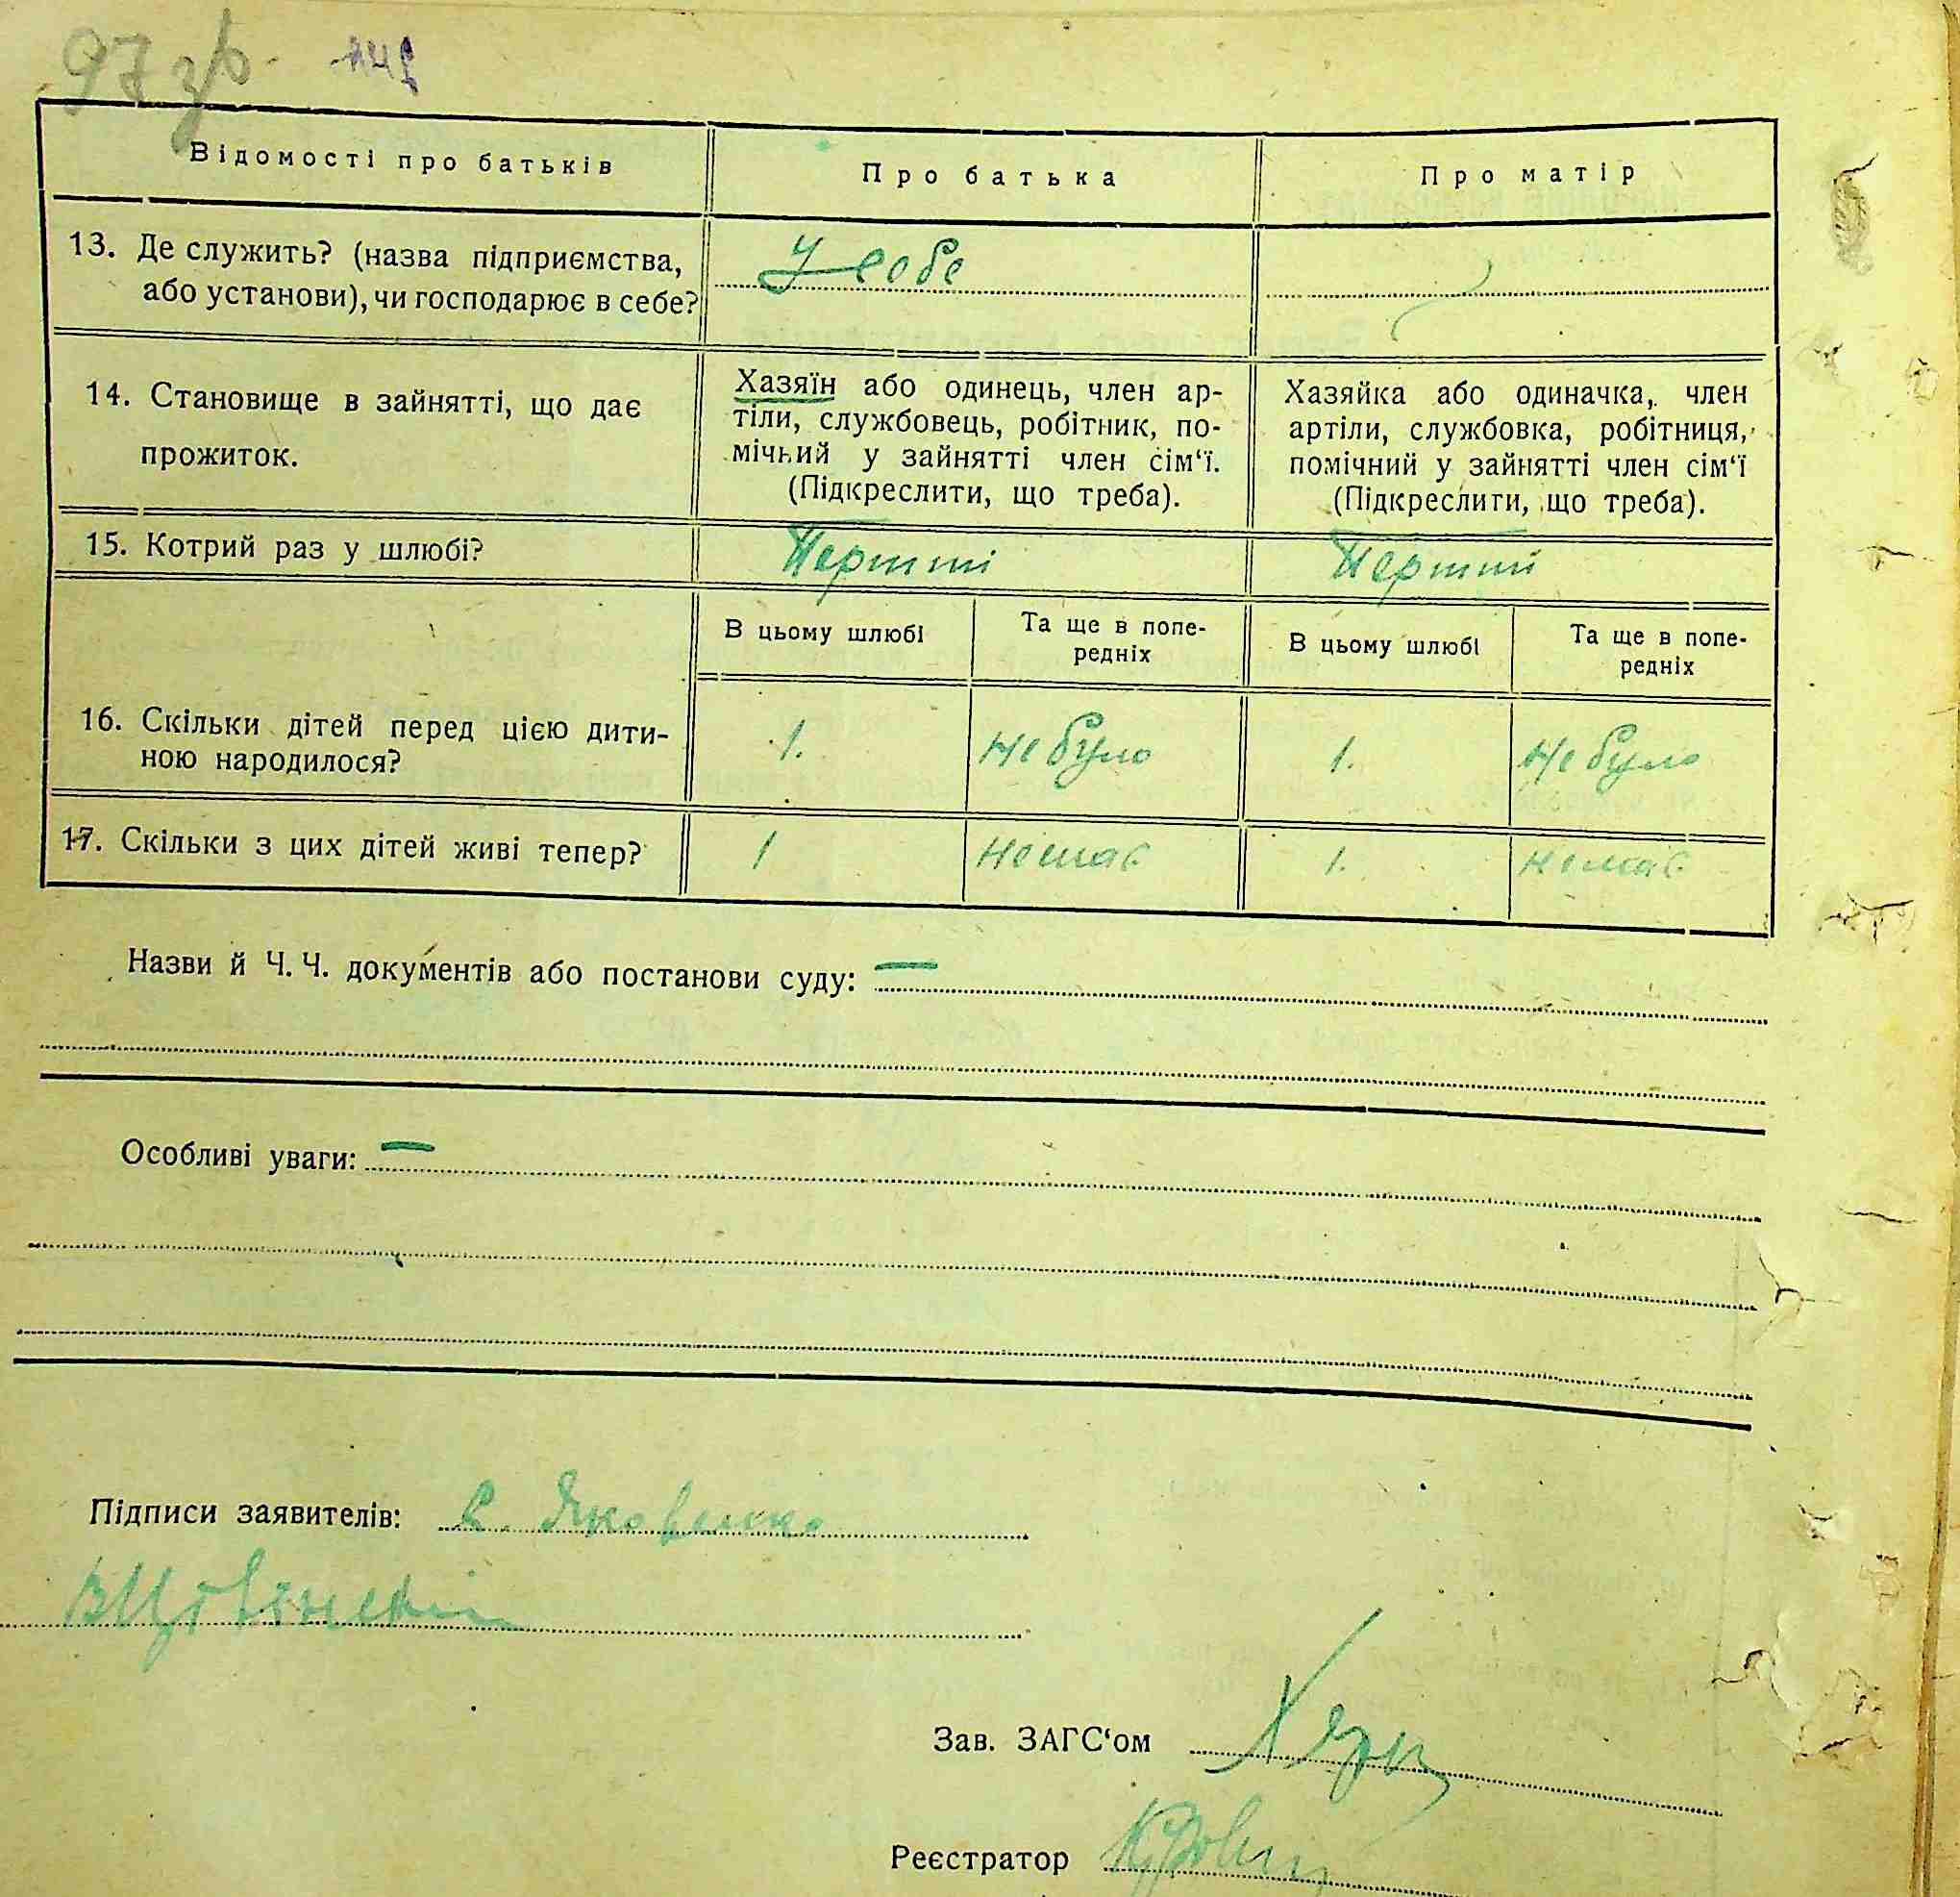 97 зр.
Відомості про батьків
Про батька
Про матір
13. Де служить? (назва підприємства,
або установи), чи господарює в себе?
У себе
14. Становище в зайнятті, що дає
прожиток.
Хазяїн або одинець, член ар-
тіли, службовець, робітник, по-
мічний у зайнятті член сім‘ї.
(Підкреслити, що треба).
Хазяйка або одиначка, член
артіли, службовка, робітниця,
помічний у зайнятті член сім‘ї
(Підкреслити, що треба).
15. Котрий раз у шлюбі?
Перший
Перший
В цьому шлюбі
Та ще в попе-
редніх
В цьому шлюбі
Та ще в попе-
редніх
16. Скільки дітей перед цією дити-
ною народилося?
1.
не було
1.
не було
17. Скільки з цих дітей живі тепер?
1
немає
1.
немає
Назви й Ч. Ч. документів або постанови суду: —
Особливі уваги: —
Підписи заявителів: С. Яковенко
Зав. ЗАГС‘ом
Реєстратор